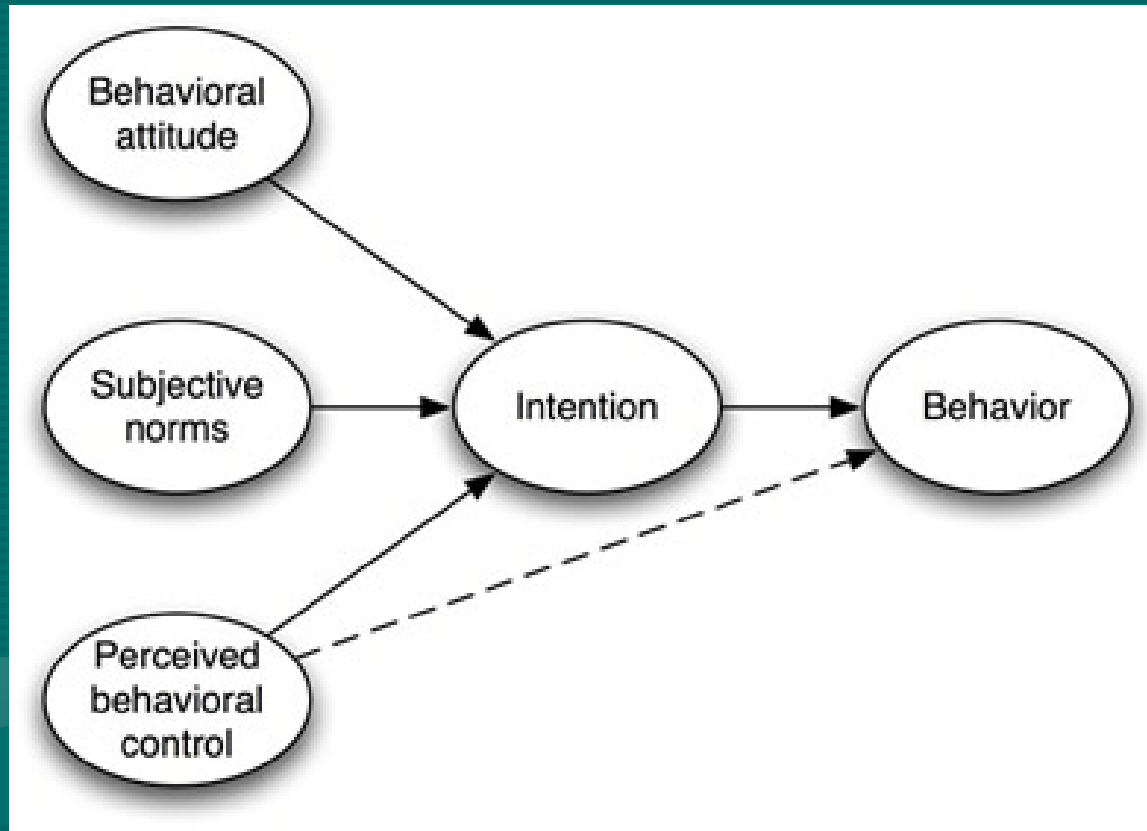 Behavioral
attitude
Subjective
norms
Intention
Behavior
Perceived
behavioral
control